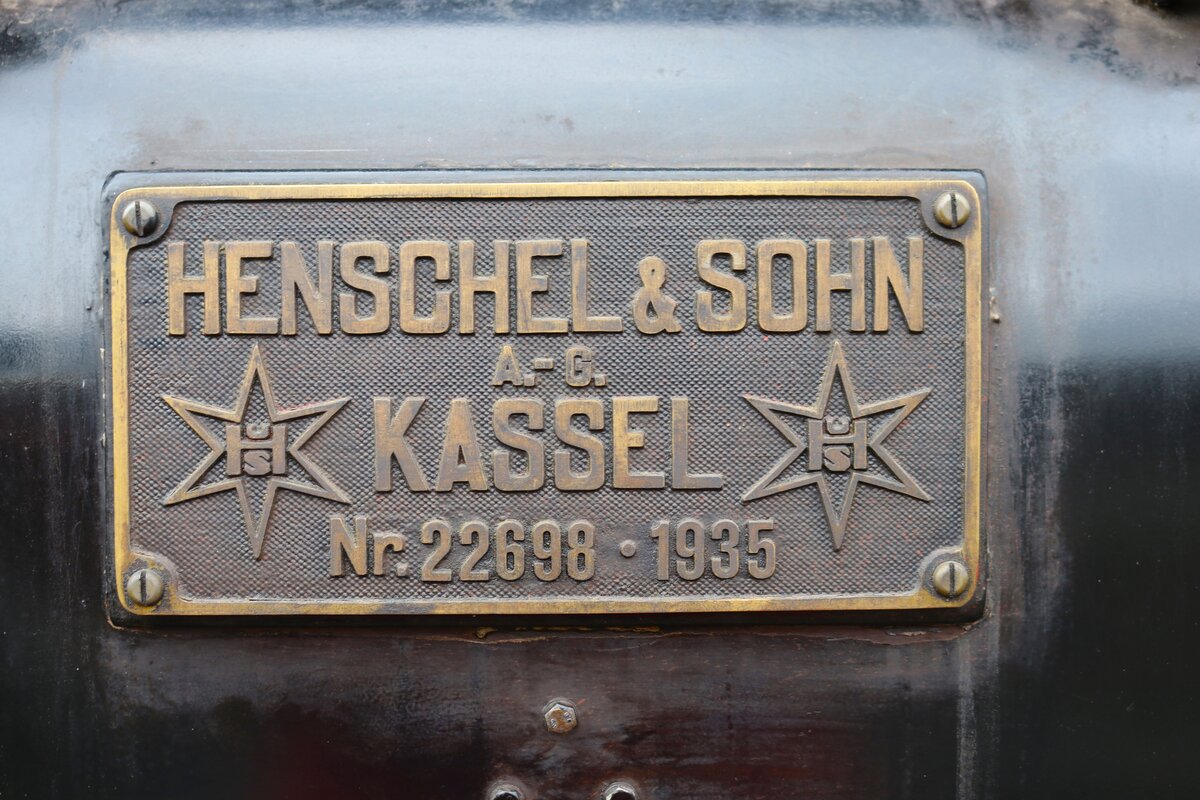 HENSCHEL & SOHN
A.-G.
KASSEL
Nr. 22698 · 1935